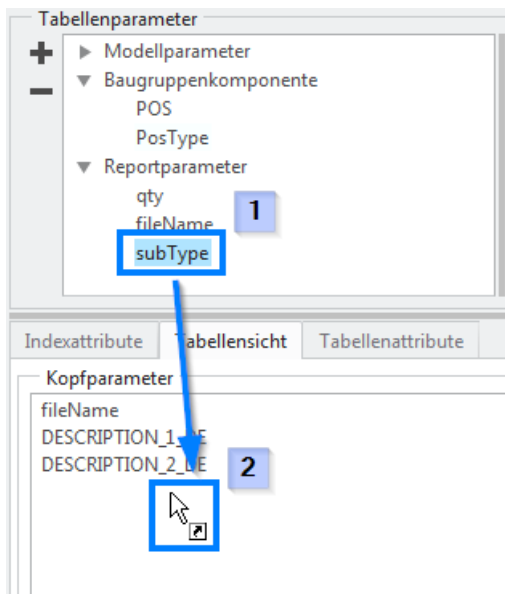 Tabellenparameter
Modellparameter
Baugruppenkomponente
POS
PosType
Reportparameter
qty
1
fileName
subType
Indexattribute Tabellensicht Tabellenattribute
Kopfparameter
fileName
DESCRIPTION_1_DE
DESCRIPTION_2_DE
2